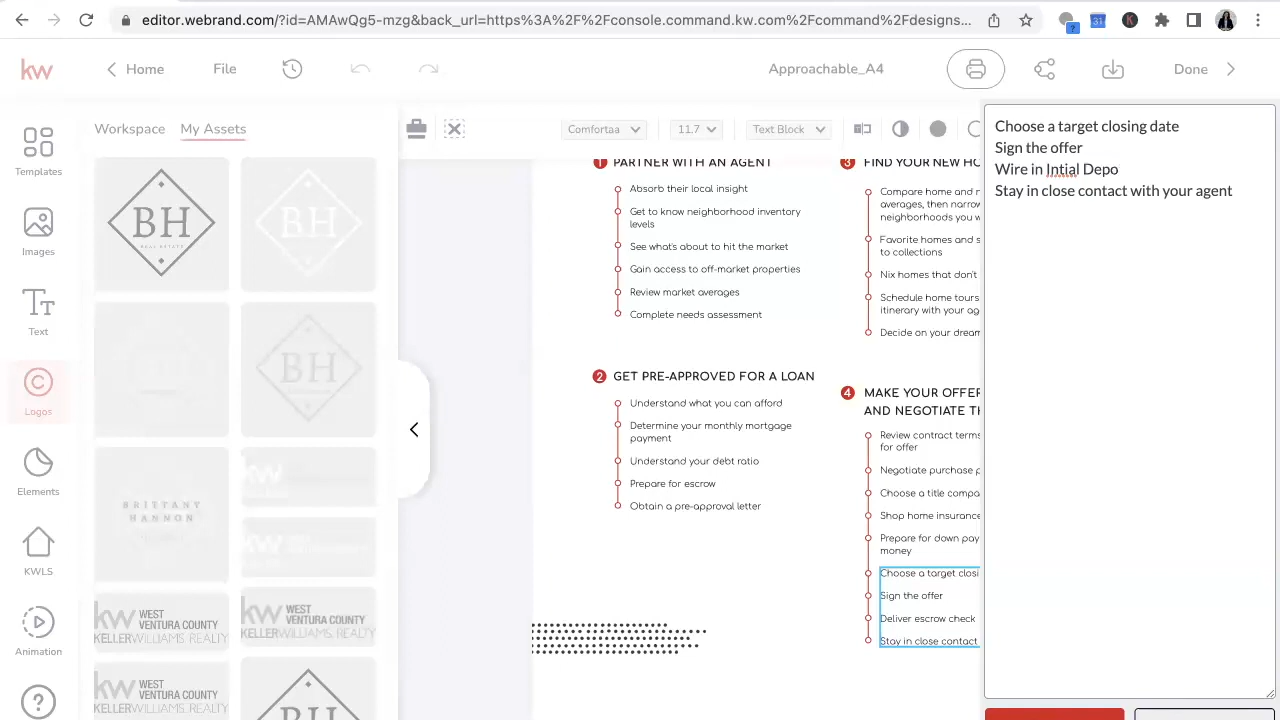 editor.webrand.com/?id=AMAwQg5-mzg&back_url=https%3A%2F%2Fconsole.command.kw.com%2Fcommand%2Fdesigns...
31
K
?
kw
Home
File
Approachable_A4
Done
Templates
Images
Text
Logos
Elements
KWLS
Animation
?
Workspace
My Assets
BH
REAL ESTATE
BH
BH
BRITTANY
HANNON
kw
kw
kw WEST
VENTURA COUNTY
KELLERWILLIAMS. REALTY
kw WEST
VENTURA COUNTY
KELLERWILLIAMS. REALTY
kw WEST
VENTURA COUNTY
KELLERWILLIAMS. REALTY
BH
Comfortaa
11.7
Text Block
1 PARTNER WITH AN AGENT
Absorb their local insight
Get to know neighborhood inventory
levels
See what's about to hit the market
Gain access to off-market properties
Review market averages
Complete needs assessment
2 GET PRE-APPROVED FOR A LOAN
Understand what you can afford
Determine your monthly mortgage
payment
Understand your debt ratio
Prepare for escrow
Obtain a pre-approval letter
3 FIND YOUR NEW HO
Compare home and n
averages, then narrow
neighborhoods you w
Favorite homes and s
to collections
Nix homes that don't
Schedule home tours
itinerary with your ag
Decide on your dream
4 MAKE YOUR OFFER
AND NEGOTIATE TH
Review contract terms
for offer
Negotiate purchase p
Choose a title compa
Shop home insurance
Prepare for down pay
money
Choose a target closi
Sign the offer
Deliver escrow check
Stay in close contact
Choose a target closing date
Sign the offer
Wire in Intial Depo
Stay in close contact with your agent